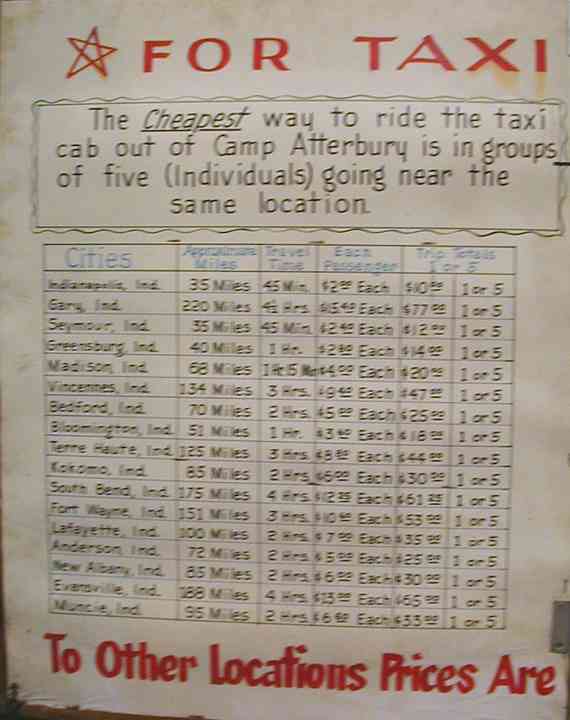 FOR TAXI
The Cheapest way to ride the taxi
cab out of Camp Atterbury is in groups
of five (Individuals) going near the
same location.
Cities Approximate Miles Travel Time Each Passenger Trip Totals 1 or 5
Indianapolis, Ind. 35 Miles 45 Min. $2.00 Each $10.00 1 or 5
Gary, Ind. 220 Miles 4½ Hrs. $15.40 Each $77.00 1 or 5
Seymour, Ind. 35 Miles 45 Min. $2.40 Each $12.00 1 or 5
Greensburg, Ind. 40 Miles 1 Hr. $2.80 Each $14.00 1 or 5
Madison, Ind. 68 Miles 1 Hr 15 Min $4.00 Each $20.00 1 or 5
Vincennes, Ind. 134 Miles 3 Hrs. $9.40 Each $47.00 1 or 5
Bedford, Ind. 70 Miles 2 Hrs. $5.00 Each $25.00 1 or 5
Bloomington, Ind. 51 Miles 1 Hr. $3.60 Each $18.00 1 or 5
Terre Haute, Ind. 125 Miles 3 Hrs. $8.80 Each $44.00 1 or 5
Kokomo, Ind. 85 Miles 2 Hrs. $6.00 Each $30.00 1 or 5
South Bend, Ind. 175 Miles 4 Hrs. $12.25 Each $61.25 1 or 5
Fort Wayne, Ind. 151 Miles 3 Hrs. $10.60 Each $53.00 1 or 5
Lafayette, Ind. 100 Miles 2 Hrs. $7.00 Each $35.00 1 or 5
Anderson, Ind. 72 Miles 2 Hrs. $5.00 Each $25.00 1 or 5
New Albany, Ind. 85 Miles 2 Hrs. $6.00 Each $30.00 1 or 5
Evansville, Ind. 188 Miles 4 Hrs. $13.00 Each $65.00 1 or 5
Muncie, Ind. 95 Miles 2 Hrs. $6.60 Each $33.00 1 or 5
To Other Locations Prices Are